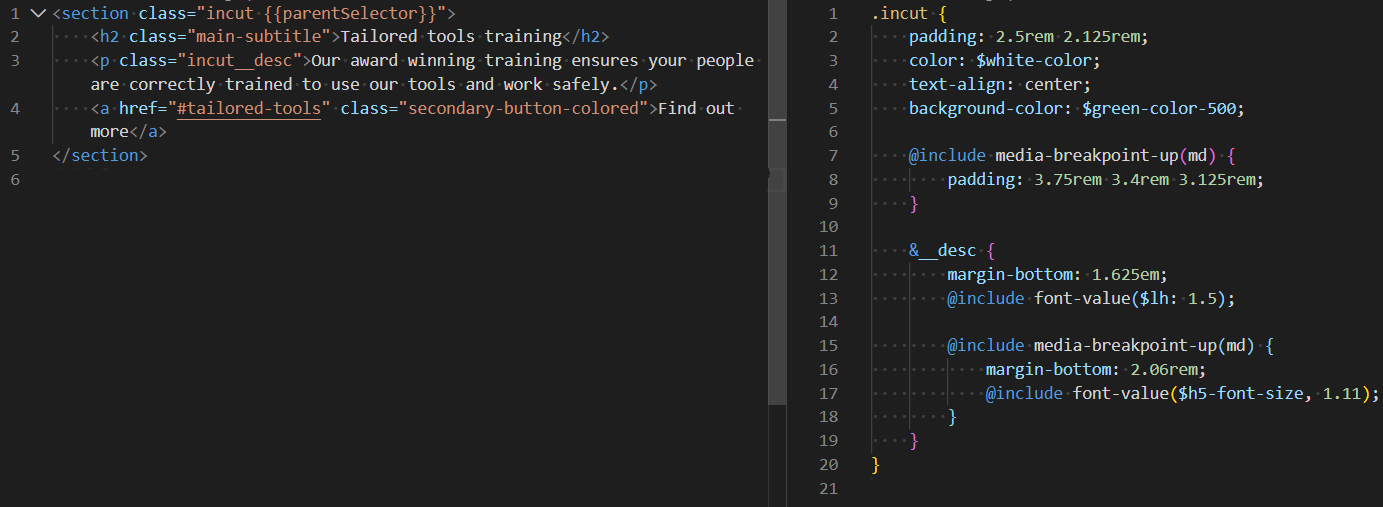 1 <section class="incut {{parentSelector}}">
2 <h2 class="main-subtitle">Tailored tools training</h2>
3 <p class="incut__desc">Our award winning training ensures your people
are correctly trained to use our tools and work safely.</p>
4 <a href="#tailored-tools" class="secondary-button-colored">Find out
more</a>
5 </section>
6
1 .incut {
2 padding: 2.5rem 2.125rem;
3 color: $white-color;
4 text-align: center;
5 background-color: $green-color-500;
6
7 @include media-breakpoint-up(md) {
8 padding: 3.75rem 3.4rem 3.125rem;
9 }
10
11 &__desc {
12 margin-bottom: 1.625em;
13 @include font-value($lh: 1.5);
14
15 @include media-breakpoint-up(md) {
16 margin-bottom: 2.06rem;
17 @include font-value($h5-font-size, 1.11);
18 }
19 }
20 }
21